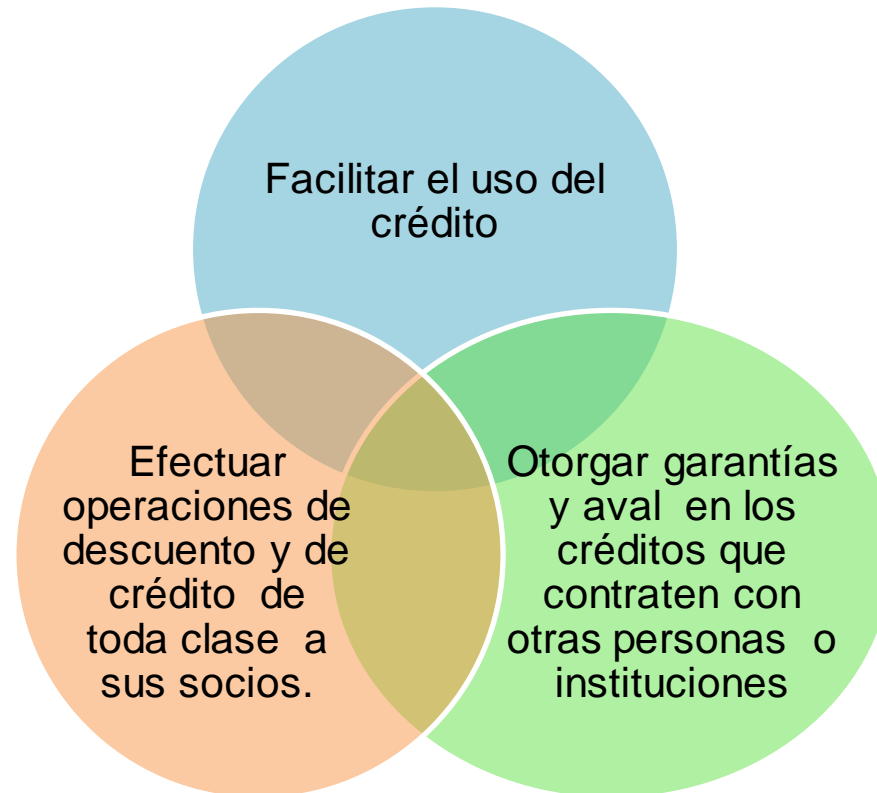 Facilitar el uso del
crédito
Efectuar
operaciones de
descuento y de
crédito de
toda clase a
sus socios.
Otorgar garantías
y aval en los
créditos que
contraten con
otras personas o
instituciones